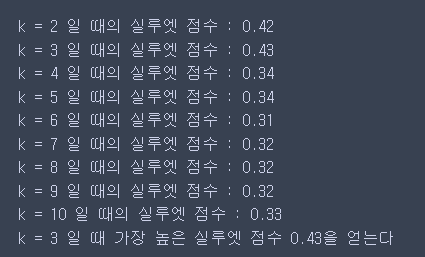 k = 2 일 때의 실루엣 점수 : 0.42
k = 3 일 때의 실루엣 점수 : 0.43
k = 4 일 때의 실루엣 점수 : 0.34
k = 5 일 때의 실루엣 점수 : 0.34
k = 6 일 때의 실루엣 점수 : 0.31
k = 7 일 때의 실루엣 점수 : 0.32
k = 8 일 때의 실루엣 점수 : 0.32
k = 9 일 때의 실루엣 점수 : 0.32
k = 10 일 때의 실루엣 점수 : 0.33
k = 3 일 때 가장 높은 실루엣 점수 0.43을 얻는다